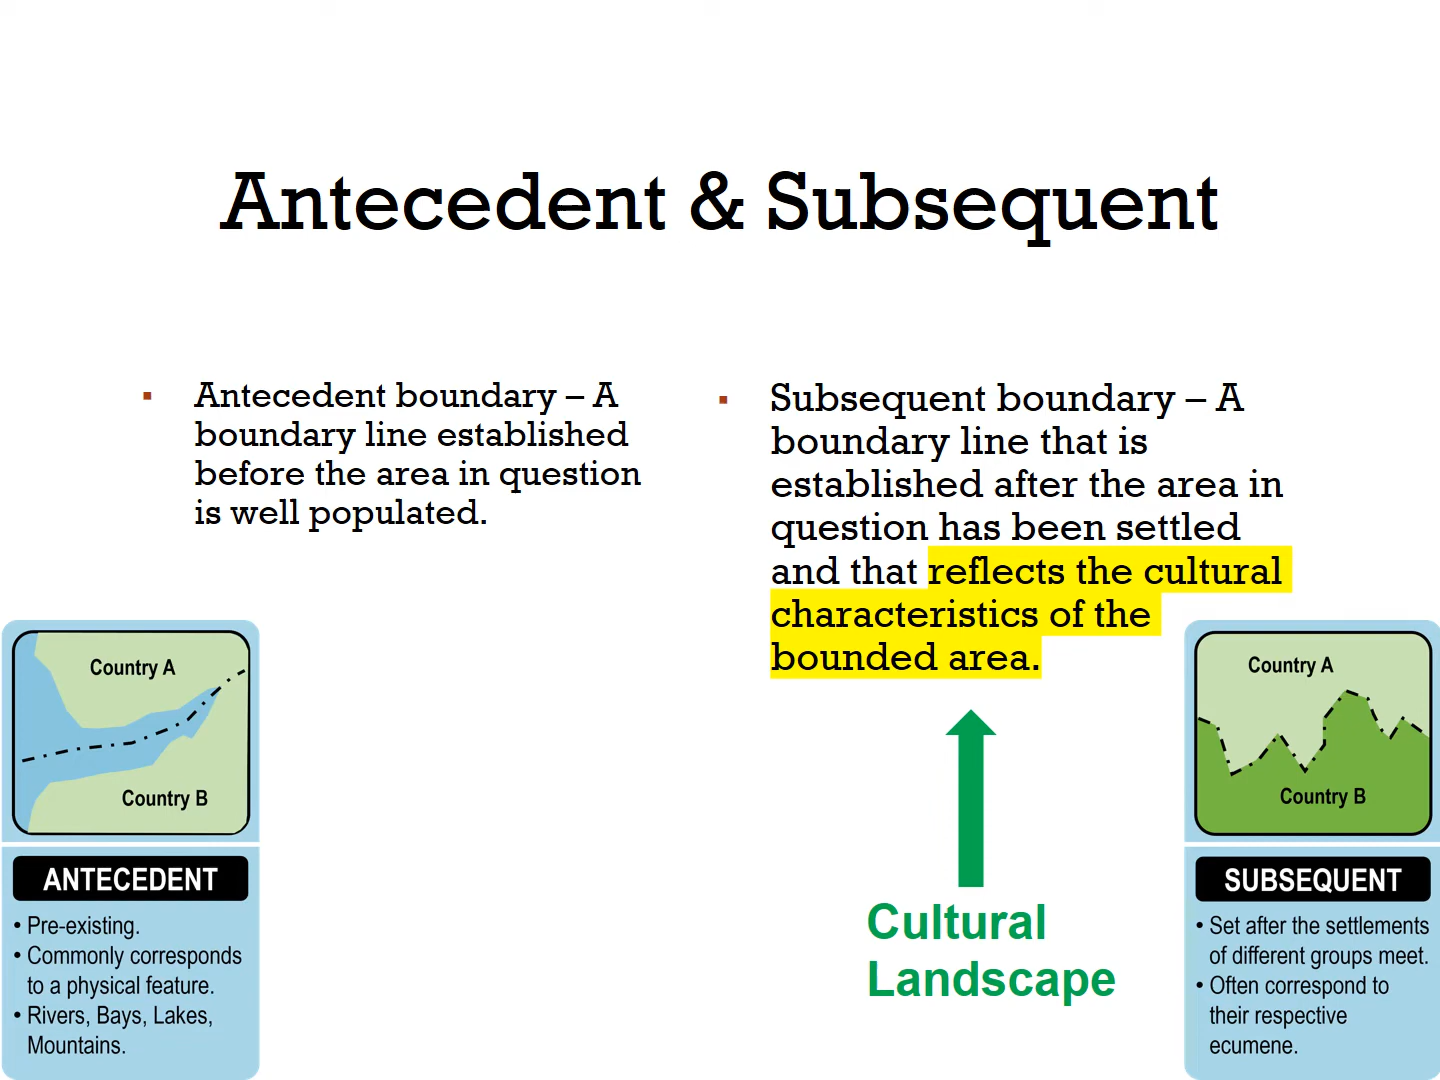 Antecedent & Subsequent
▪ Antecedent boundary – A
boundary line established
before the area in question
is well populated.
▪ Subsequent boundary – A
boundary line that is
established after the area in
question has been settled
and that reflects the cultural
characteristics of the
bounded area.
Cultural
Landscape
Country A
Country B
ANTECEDENT
• Pre-existing.
• Commonly corresponds
to a physical feature.
• Rivers, Bays, Lakes,
Mountains.
Country A
Country B
SUBSEQUENT
• Set after the settlements
of different groups meet.
• Often correspond to
their respective
ecumene.